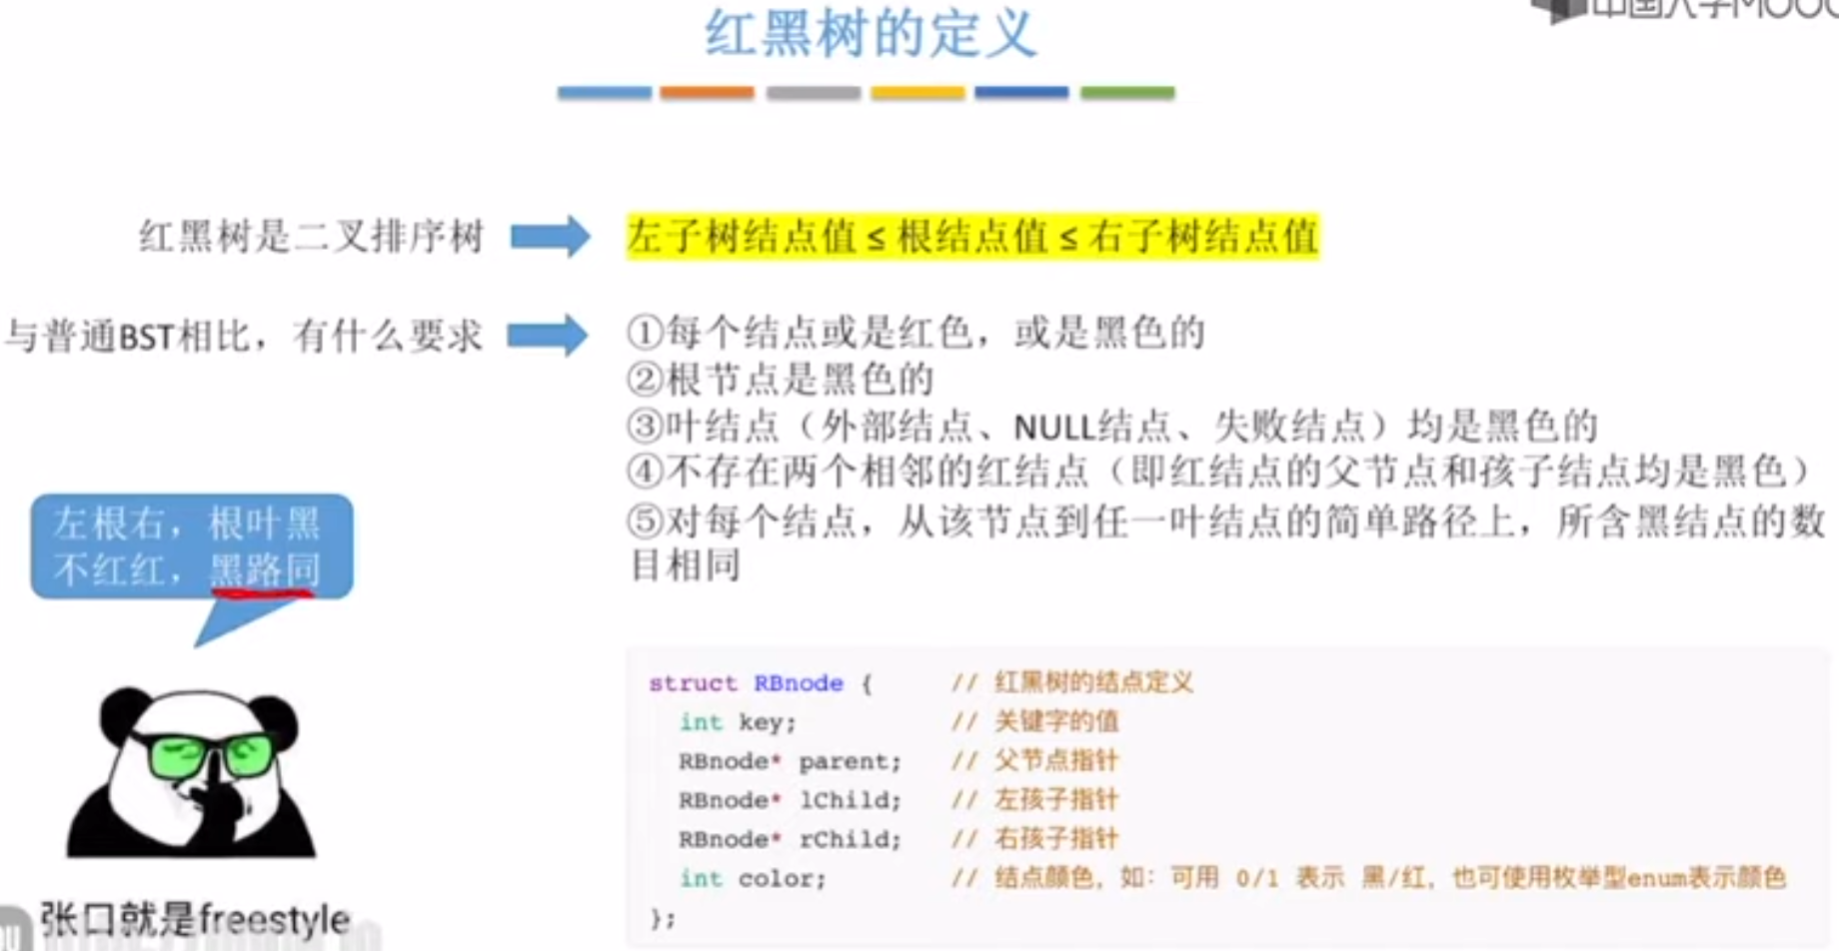 中国大学MOOC
红黑树的定义
红黑树是二叉排序树
左子树结点值 ≤ 根结点值 ≤ 右子树结点值
与普通BST相比，有什么要求
①每个结点或是红色，或是黑色的
②根节点是黑色的
③叶结点（外部结点、NULL结点、失败结点）均是黑色的
④不存在两个相邻的红结点（即红结点的父节点和孩子结点均是黑色）
⑤对每个结点，从该节点到任一叶结点的简单路径上，所含黑结点的数
目相同
左根右，根叶黑
不红红，黑路同
struct RBnode { // 红黑树的结点定义
int key; // 关键字的值
RBnode* parent; // 父节点指针
RBnode* lChild; // 左孩子指针
RBnode* rChild; // 右孩子指针
int color; // 结点颜色，如：可用 0/1 表示 黑/红，也可使用枚举型enum表示颜色
};
张口就是freestyle